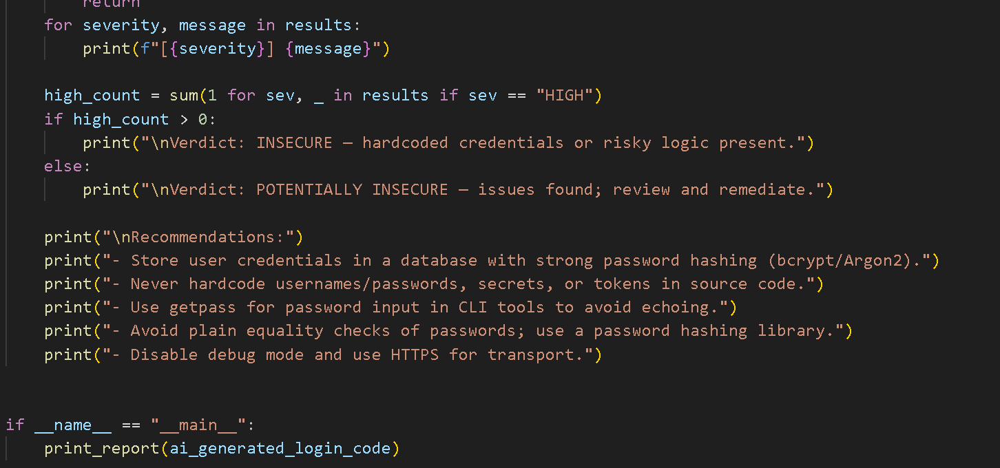 return
for severity, message in results:
print(f"[{severity}] {message}")
high_count = sum(1 for sev, _ in results if sev == "HIGH")
if high_count > 0:
print("\nVerdict: INSECURE — hardcoded credentials or risky logic present.")
else:
print("\nVerdict: POTENTIALLY INSECURE — issues found; review and remediate.")
print("\nRecommendations:")
print("- Store user credentials in a database with strong password hashing (bcrypt/Argon2).")
print("- Never hardcode usernames/passwords, secrets, or tokens in source code.")
print("- Use getpass for password input in CLI tools to avoid echoing.")
print("- Avoid plain equality checks of passwords; use a password hashing library.")
print("- Disable debug mode and use HTTPS for transport.")
if __name__ == "__main__":
print_report(ai_generated_login_code)